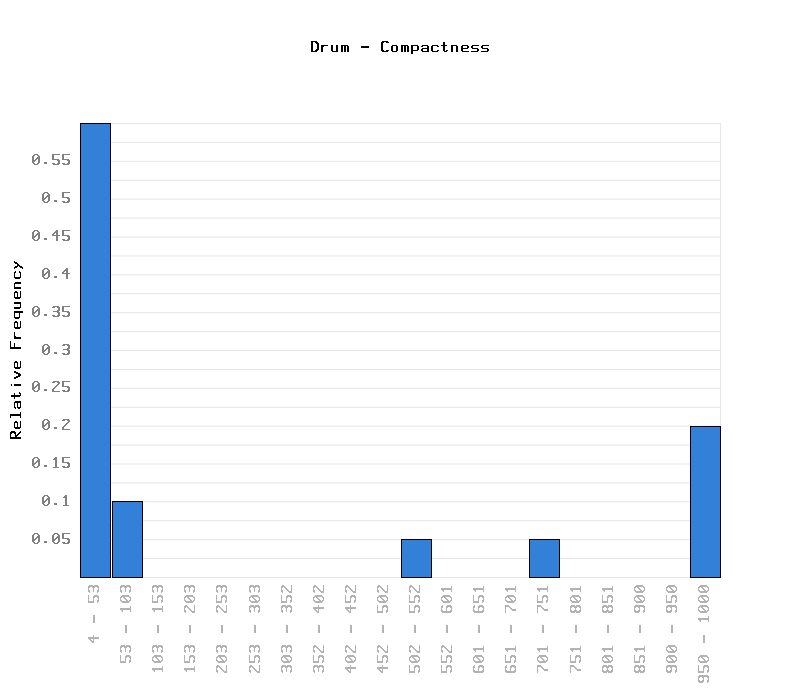 Drum - Compactness
Relative Frequency
0.55
0.5
0.45
0.4
0.35
0.3
0.25
0.2
0.15
0.1
0.05
4 - 53
53 - 103
103 - 153
153 - 203
203 - 253
253 - 303
303 - 352
352 - 402
402 - 452
452 - 502
502 - 552
552 - 601
601 - 651
651 - 701
701 - 751
751 - 801
801 - 851
851 - 900
900 - 950
950 - 1000